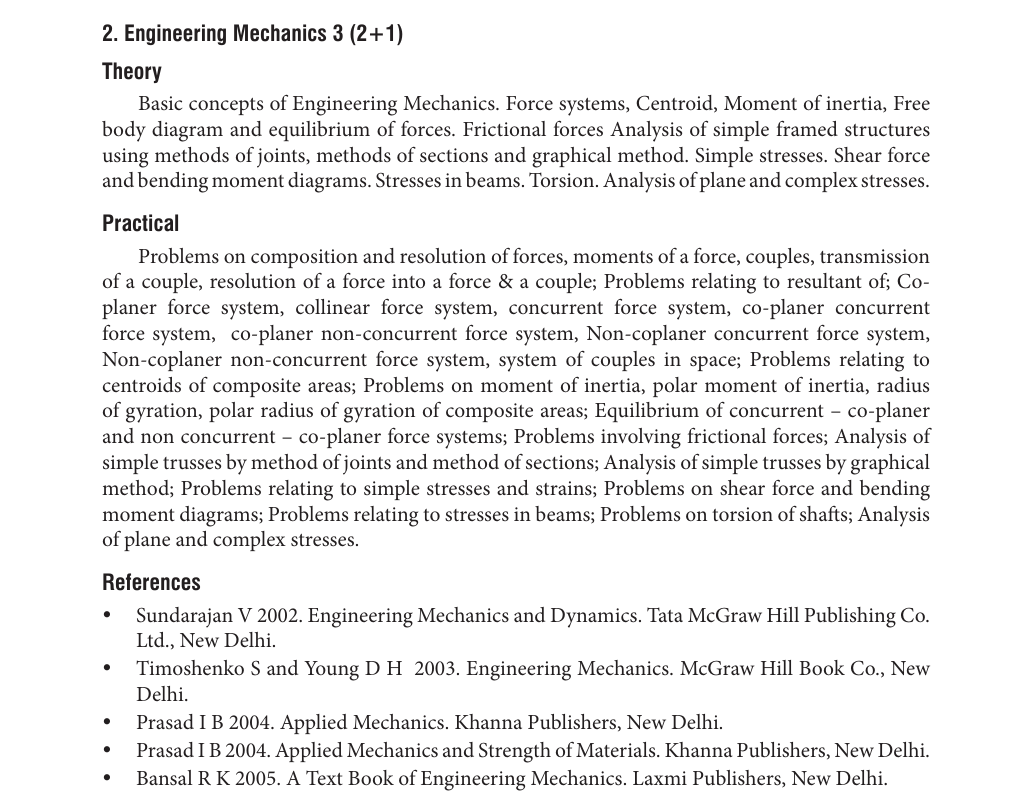 2. Engineering Mechanics 3 (2+1)
Theory
Basic concepts of Engineering Mechanics. Force systems, Centroid, Moment of inertia, Free
body diagram and equilibrium of forces. Frictional forces Analysis of simple framed structures
using methods of joints, methods of sections and graphical method. Simple stresses. Shear force
and bending moment diagrams. Stresses in beams. Torsion. Analysis of plane and complex stresses.
Practical
Problems on composition and resolution of forces, moments of a force, couples, transmission
of a couple, resolution of a force into a force & a couple; Problems relating to resultant of; Co-
planer force system, collinear force system, concurrent force system, co-planer concurrent
force system, co-planer non-concurrent force system, Non-coplaner concurrent force system,
Non-coplaner non-concurrent force system, system of couples in space; Problems relating to
centroids of composite areas; Problems on moment of inertia, polar moment of inertia, radius
of gyration, polar radius of gyration of composite areas; Equilibrium of concurrent – co-planer
and non concurrent – co-planer force systems; Problems involving frictional forces; Analysis of
simple trusses by method of joints and method of sections; Analysis of simple trusses by graphical
method; Problems relating to simple stresses and strains; Problems on shear force and bending
moment diagrams; Problems relating to stresses in beams; Problems on torsion of shafts; Analysis
of plane and complex stresses.
References
• Sundarajan V 2002. Engineering Mechanics and Dynamics. Tata McGraw Hill Publishing Co.
Ltd., New Delhi.
• Timoshenko S and Young D H 2003. Engineering Mechanics. McGraw Hill Book Co., New
Delhi.
• Prasad I B 2004. Applied Mechanics. Khanna Publishers, New Delhi.
• Prasad I B 2004. Applied Mechanics and Strength of Materials. Khanna Publishers, New Delhi.
• Bansal R K 2005. A Text Book of Engineering Mechanics. Laxmi Publishers, New Delhi.